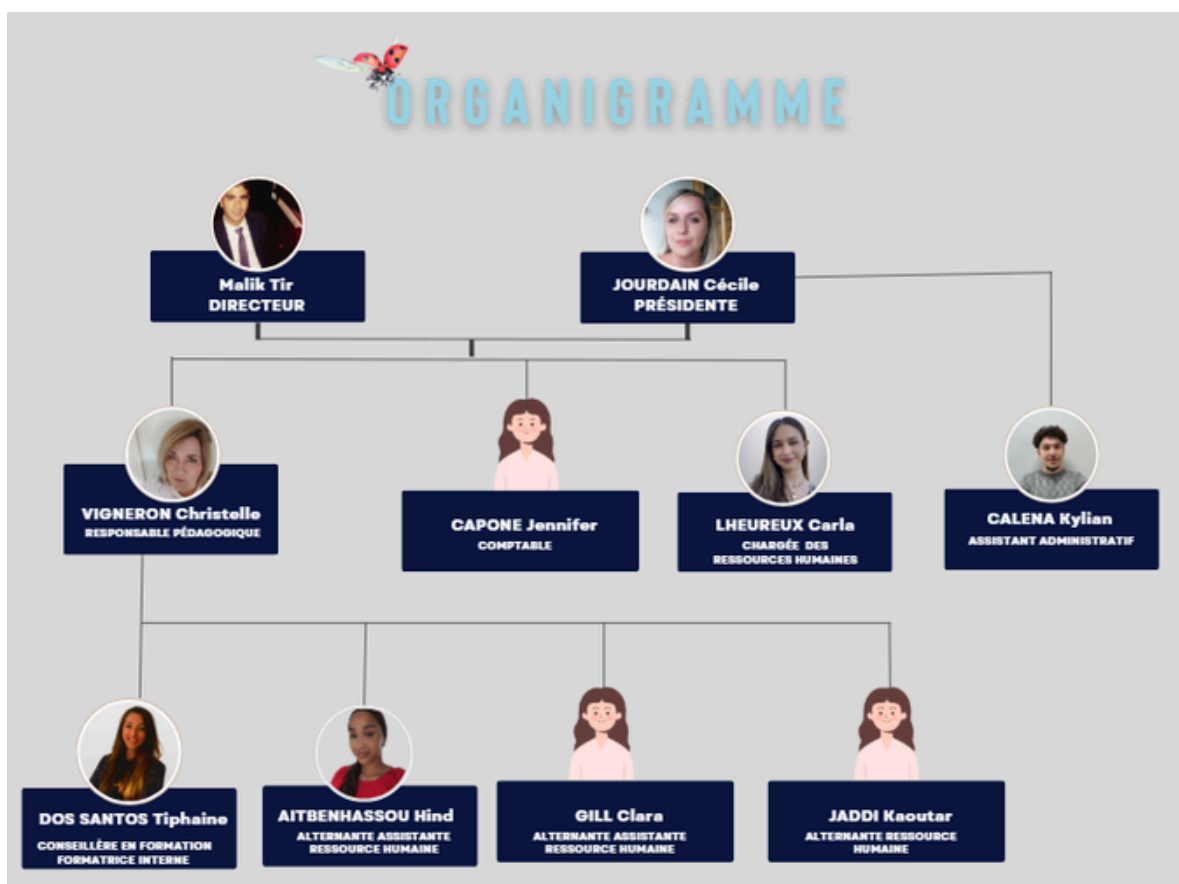 ORGANIGRAMME
Malik Tir
DIRECTEUR
JOURDAIN Cécile
PRÉSIDENTE
VIGNERON Christelle
RESPONSABLE PÉDAGOGIQUE
CAPONE Jennifer
COMPTABLE
LHEUREUX Carla
CHARGÉE DES
RESSOURCES HUMAINES
CALENA Kylian
ASSISTANT ADMINISTRATIF
DOS SANTOS Tiphaine
CONSEILLÈRE EN FORMATION
FORMATRICE INTERNE
AITBENHASSOU Hind
ALTERNANTE ASSISTANTE
RESSOURCE HUMAINE
GILL Clara
ALTERNANTE ASSISTANTE
RESSOURCE HUMAINE
JADDI Kaoutar
ALTERNANTE RESSOURCE
HUMAINE